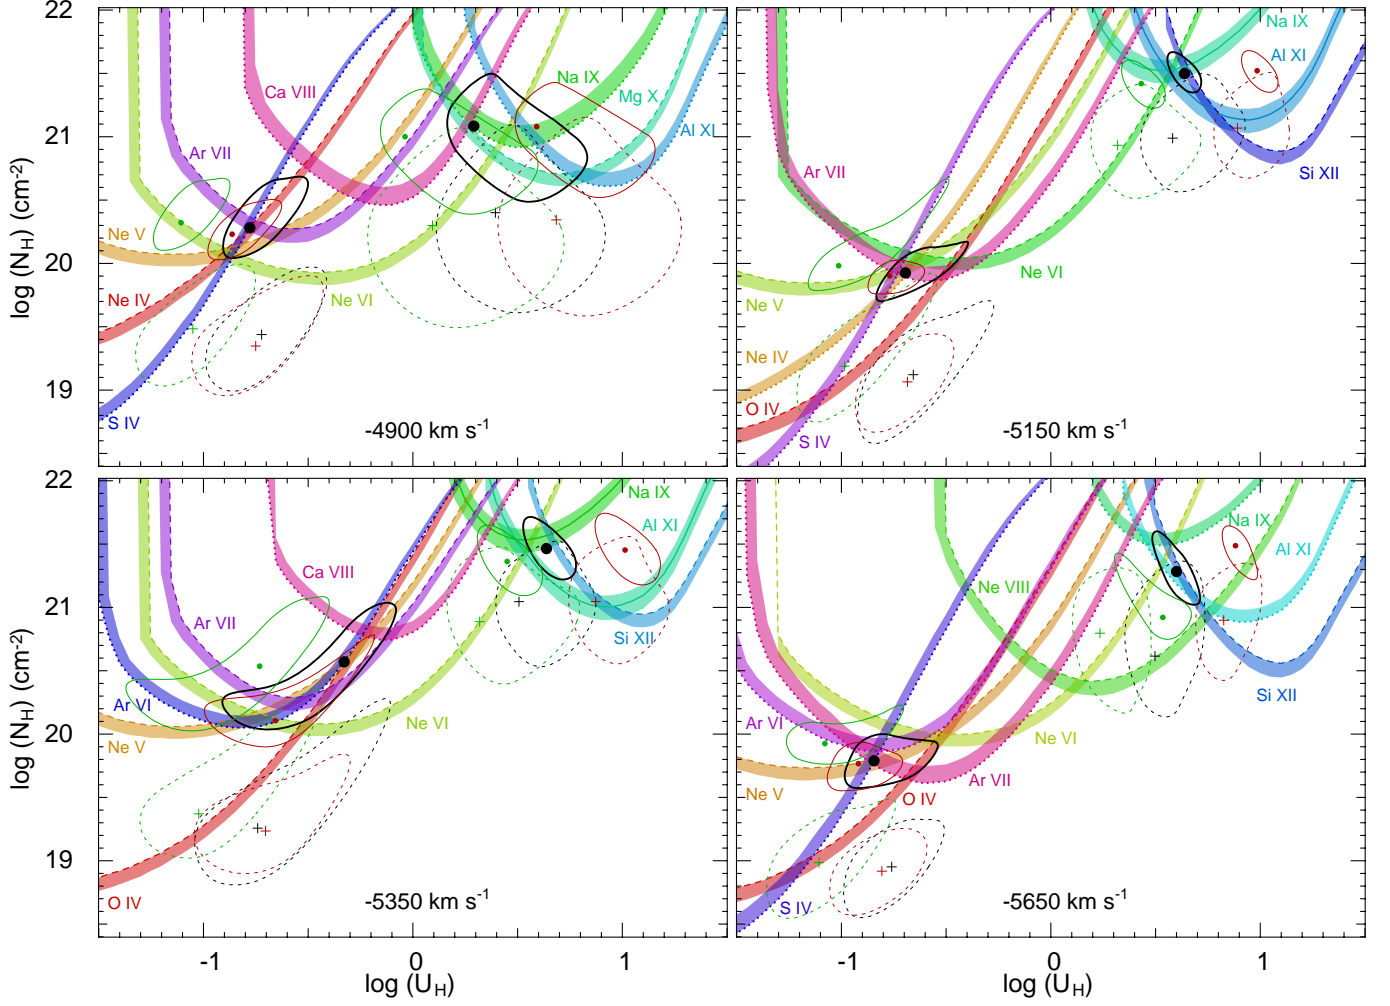 22
21
20
19
log (N_H) (cm⁻²)
Ca VIII
Ar VII
Ne V
Ne IV
S IV
Ne VI
Na IX
Mg X
Al XI
-4900 km s⁻¹
Na IX
Al XI
Si XII
Ar VII
Ne VI
Ne V
Ne IV
O IV
S IV
-5150 km s⁻¹
22
21
20
19
log (N_H) (cm⁻²)
Na IX
Al XI
Ca VIII
Ar VII
Si XII
Ar VI
Ne V
Ne VI
O IV
-5350 km s⁻¹
-1
0
1
log (U_H)
Na IX
Al XI
Ne VIII
Si XII
Ar VI
Ne VI
Ne V
Ar VII
O IV
S IV
-5650 km s⁻¹
-1
0
1
log (U_H)